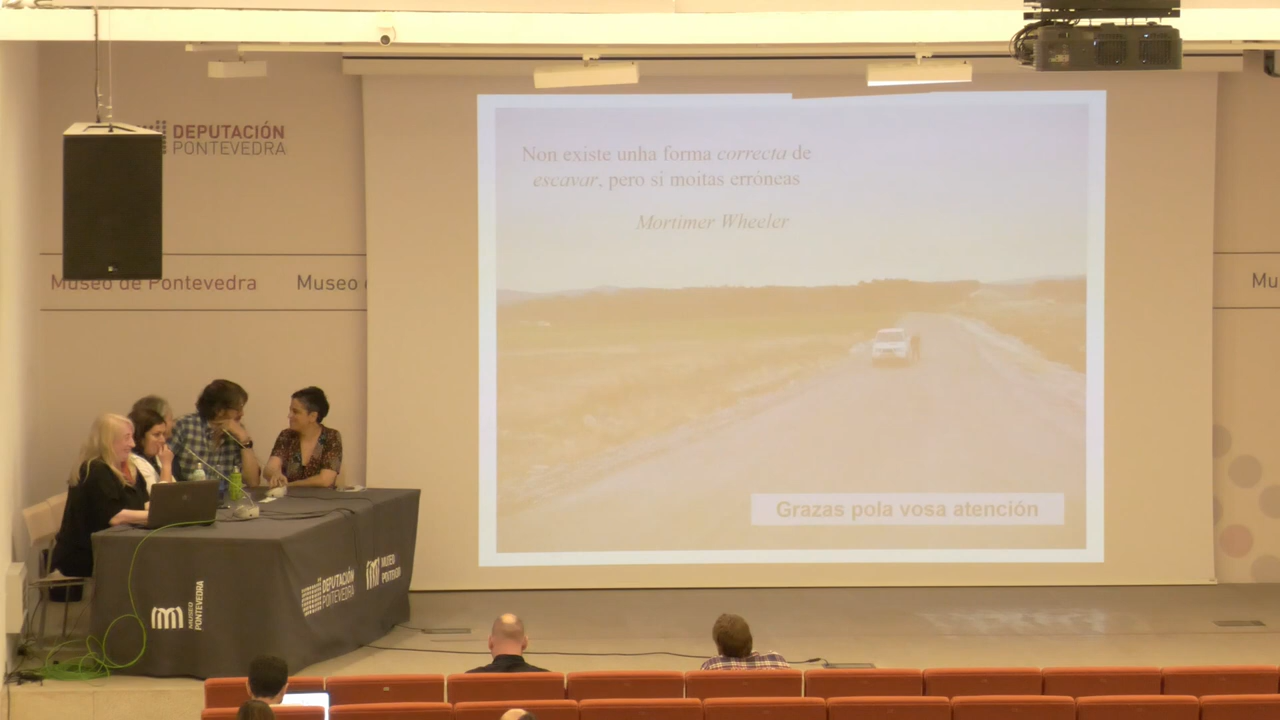 DEPUTACIÓN
PONTEVEDRA
Museo de Pontevedra
Museo
Mu
Non existe unha forma correcta de
escavar, pero si moitas erróneas
Mortimer Wheeler
Grazas pola vosa atención
MUSEO
PONTEVEDRA
DEPUTACIÓN
PONTEVEDRA
MUSEO
PONTEVEDRA